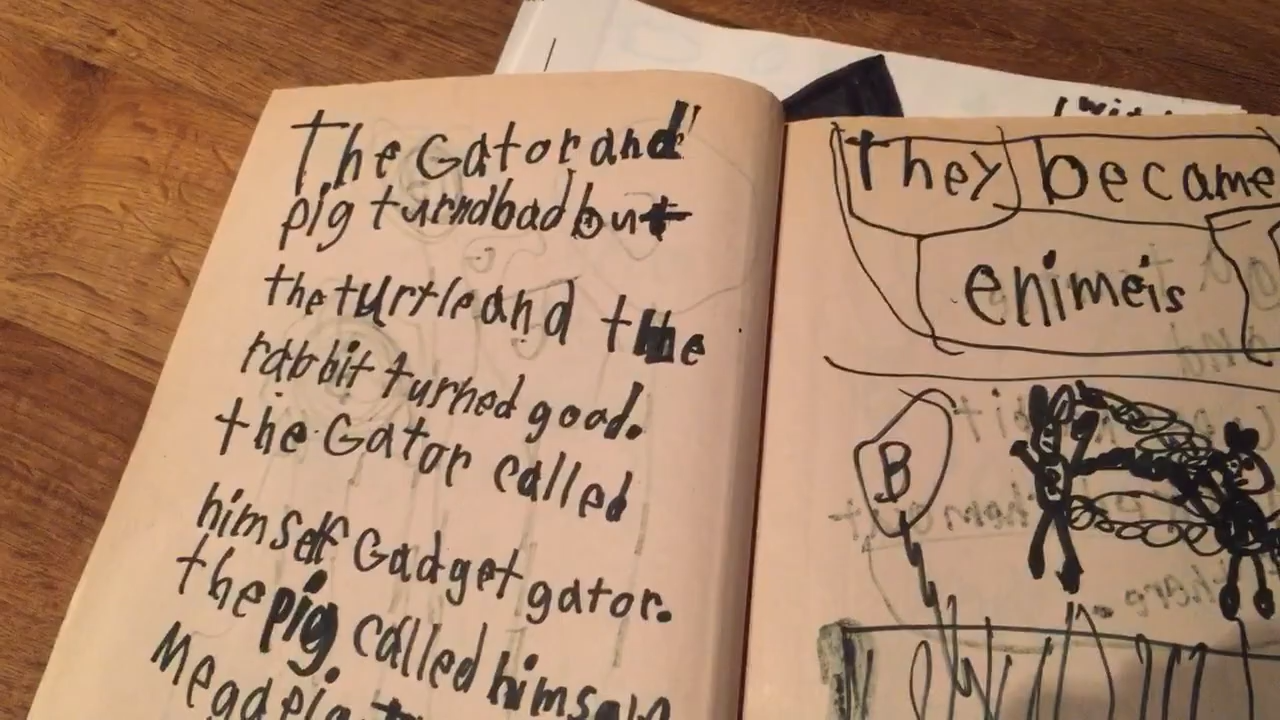 The Gator and
pig turnd bad but
the turtle and the
rabbit turned good.
the Gator called
himself Gadget gator.
the pig called himself
Megapig
they became
enimeis
B